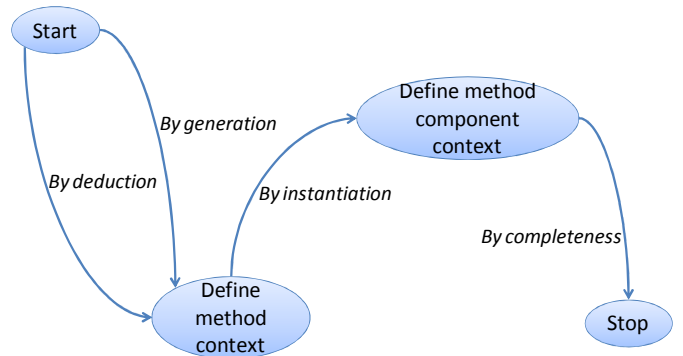 Start
By generation
By deduction
Define method
component
context
By instantiation
By completeness
Define
method
context
Stop